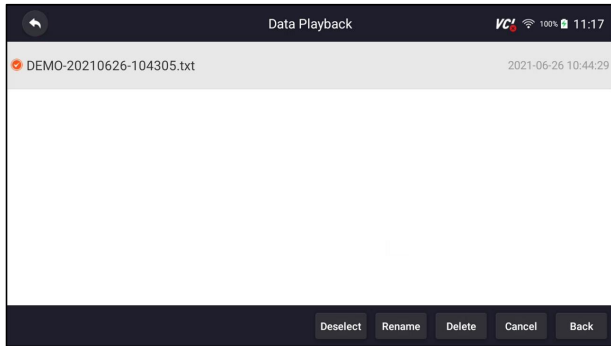 Data Playback
VCI 100% 11:17
DEMO-20210626-104305.txt 2021-06-26 10:44:29
Deselect Rename Delete Cancel Back